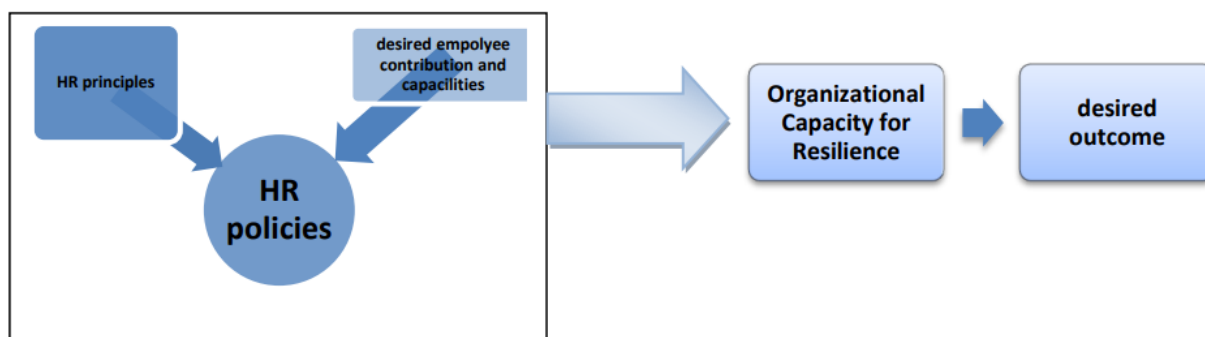 HR principles
desired empolyee
contribution and
capacilities
HR
policies
Organizational
Capacity for
Resilience
desired
outcome